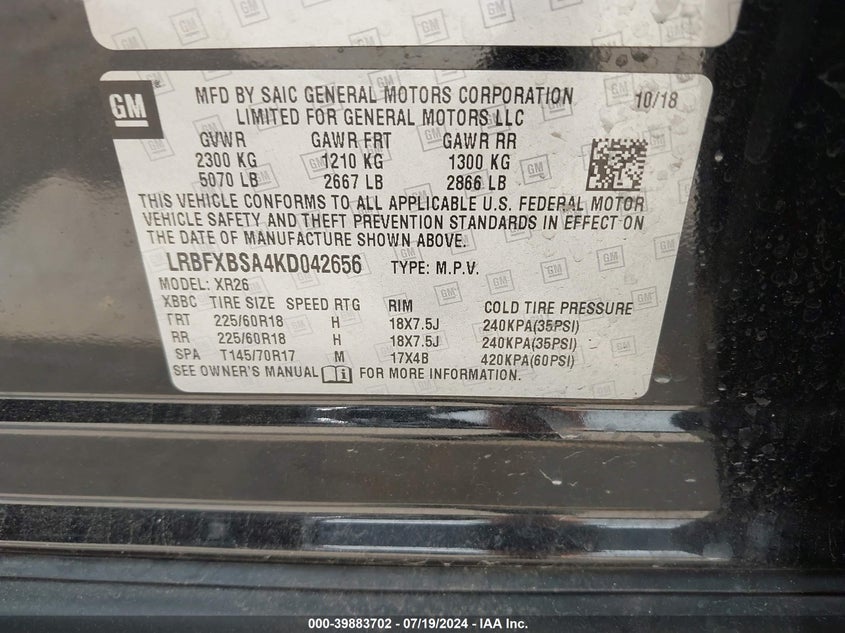 GM
MFD BY SAIC GENERAL MOTORS CORPORATION 10/18
LIMITED FOR GENERAL MOTORS LLC
GVWR GAWR FRT GAWR RR
2300 KG 1210 KG 1300 KG
5070 LB 2667 LB 2866 LB
THIS VEHICLE CONFORMS TO ALL APPLICABLE U.S. FEDERAL MOTOR
VEHICLE SAFETY AND THEFT PREVENTION STANDARDS IN EFFECT ON
THE DATE OF MANUFACTURE SHOWN ABOVE.
LRBFXBSA4KD042656 TYPE: M.P.V.
MODEL: XR26
XBBC TIRE SIZE SPEED RTG RIM COLD TIRE PRESSURE
FRT 225/60R18 H 18X7.5J 240KPA(35PSI)
RR 225/60R18 H 18X7.5J 240KPA(35PSI)
SPA T145/70R17 M 17X4B 420KPA(60PSI)
SEE OWNER'S MANUAL FOR MORE INFORMATION.
000-39883702 - 07/19/2024 - IAA Inc.